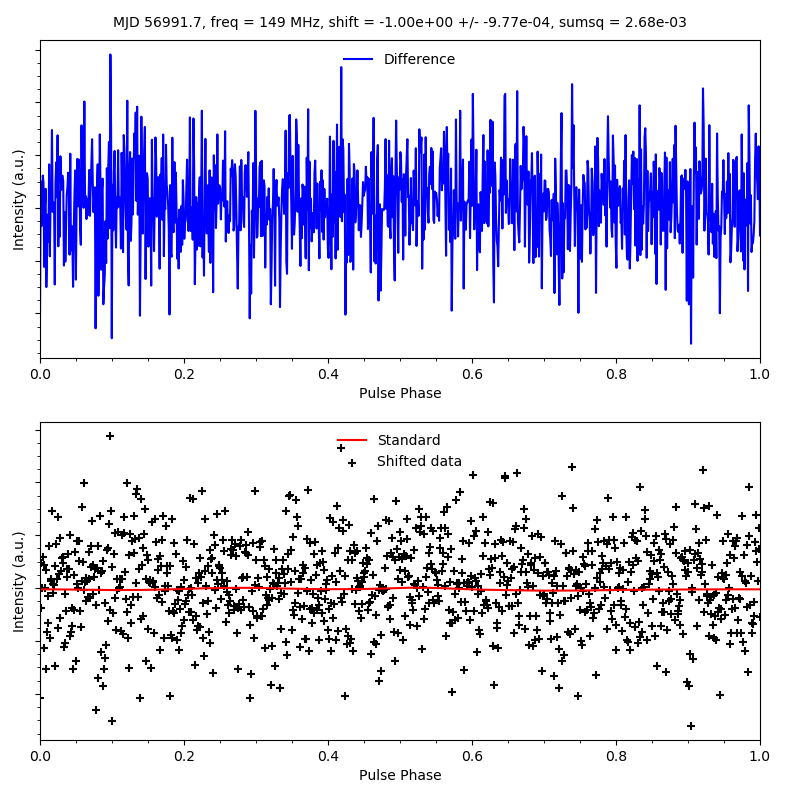 MJD 56991.7, freq = 149 MHz, shift = -1.00e+00 +/- -9.77e-04, sumsq = 2.68e-03
Difference
Intensity (a.u.)
0.0 0.2 0.4 0.6 0.8 1.0
Pulse Phase
Standard
Shifted data
Intensity (a.u.)
0.0 0.2 0.4 0.6 0.8 1.0
Pulse Phase